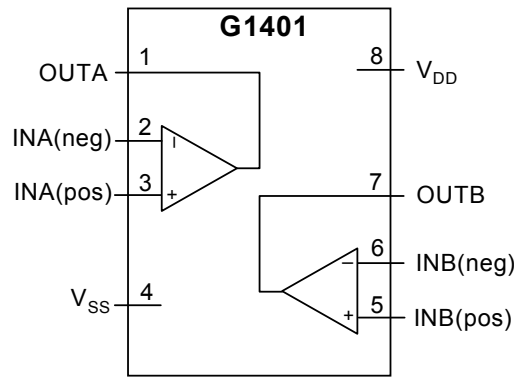 G1401
OUTA 1
8 V_DD
INA(neg) 2
INA(pos) 3 +
7 OUTB
− 6 INB(neg)
V_SS 4
+ 5 INB(pos)